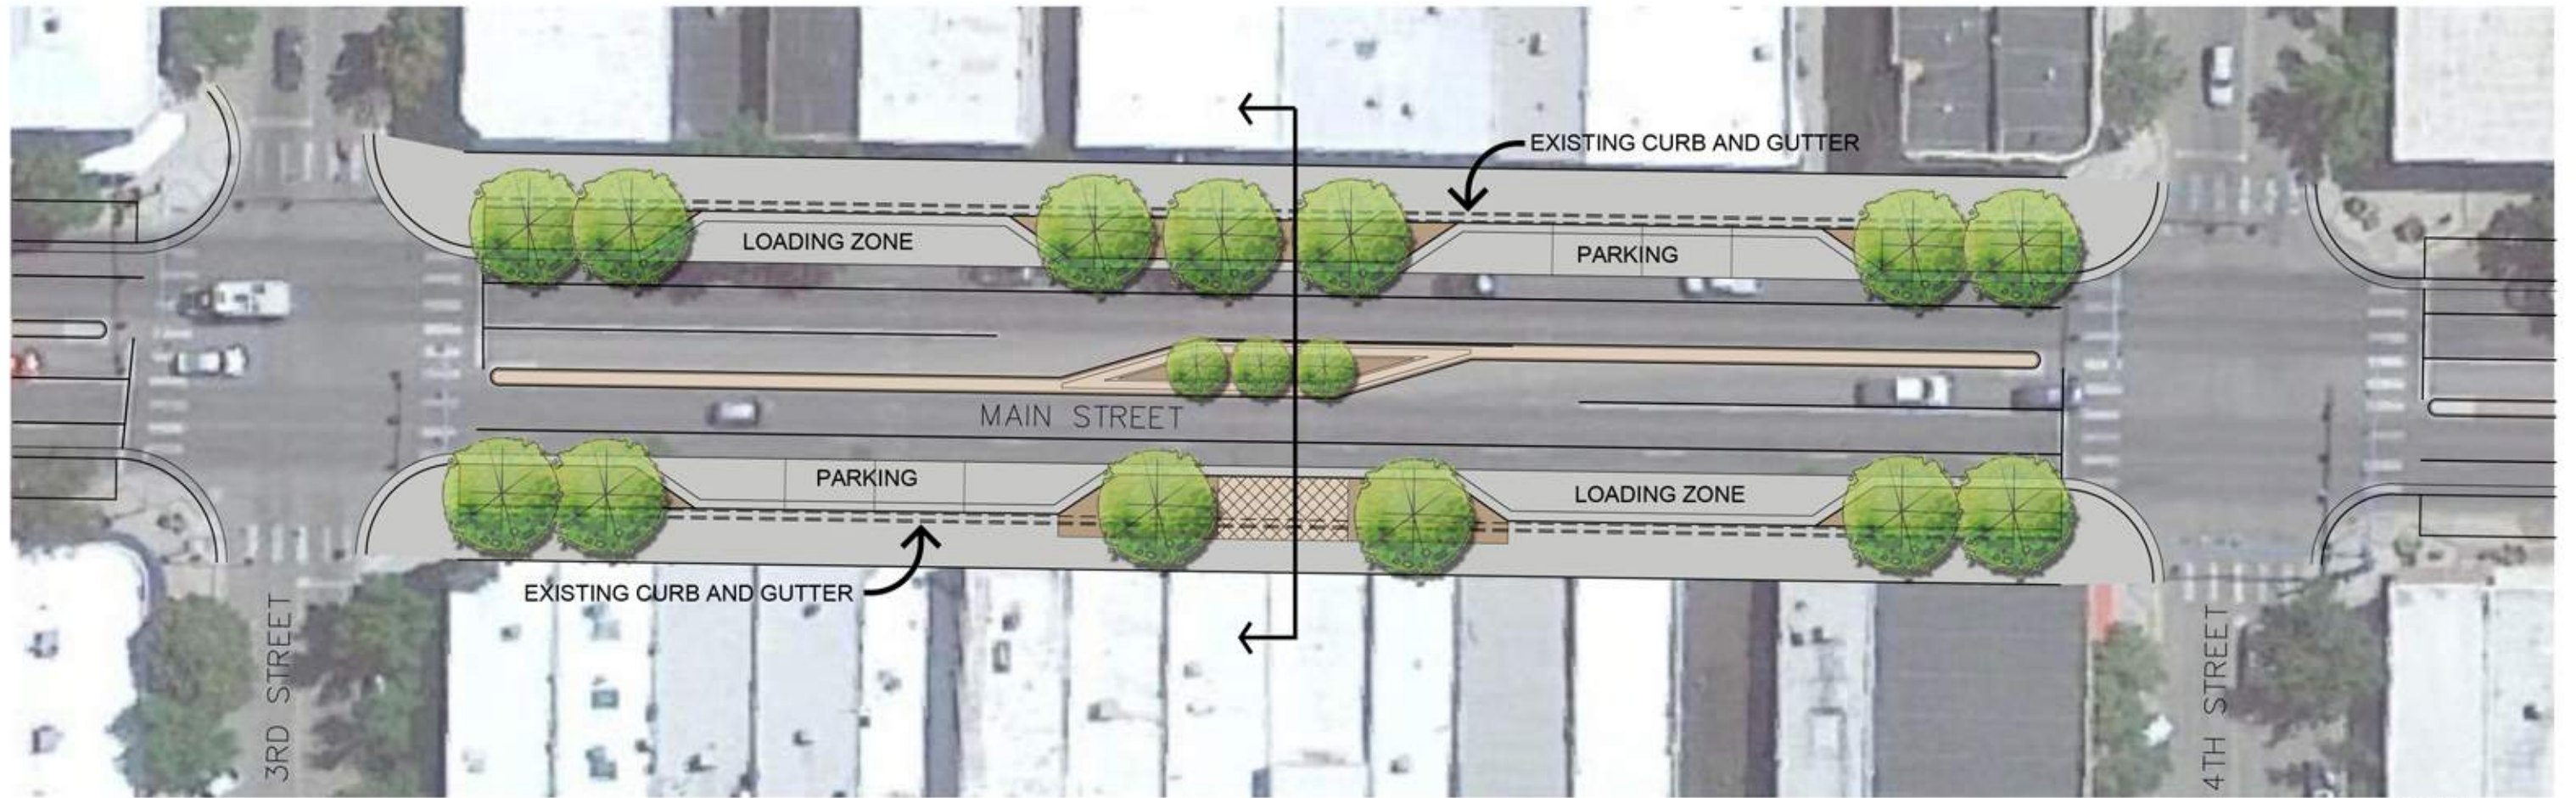 EXISTING CURB AND GUTTER
LOADING ZONE
PARKING
MAIN STREET
PARKING
LOADING ZONE
EXISTING CURB AND GUTTER
3RD STREET
4TH STREET